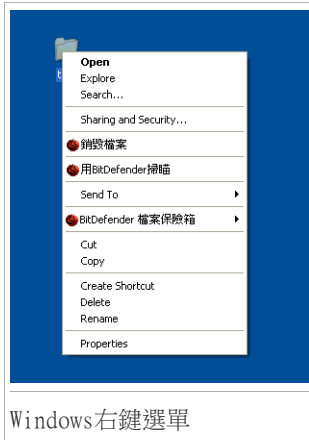 Open
Explore
Search...
Sharing and Security...
銷毀檔案
用BitDefender掃瞄
Send To
BitDefender 檔案保險箱
Cut
Copy
Create Shortcut
Delete
Rename
Properties
Windows右鍵選單